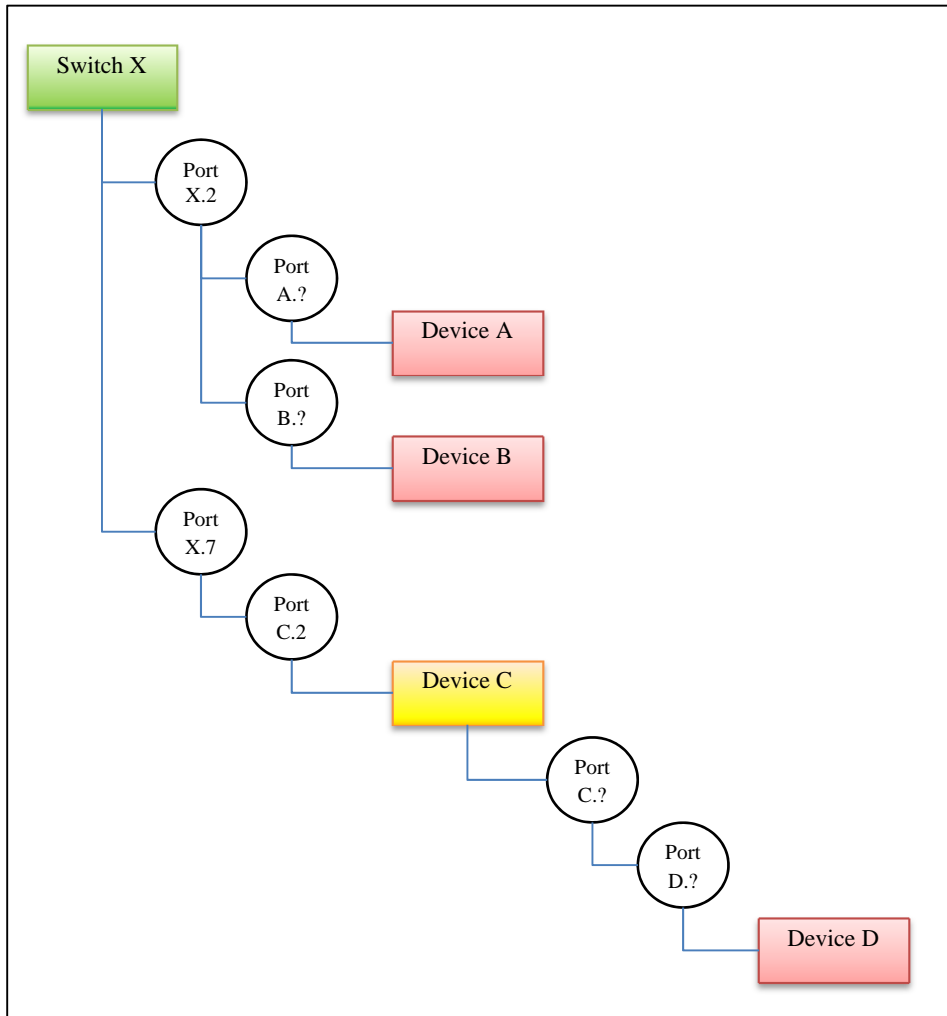 Switch X
Port
X.2
Port
A.?
Device A
Port
B.?
Device B
Port
X.7
Port
C.2
Device C
Port
C.?
Port
D.?
Device D